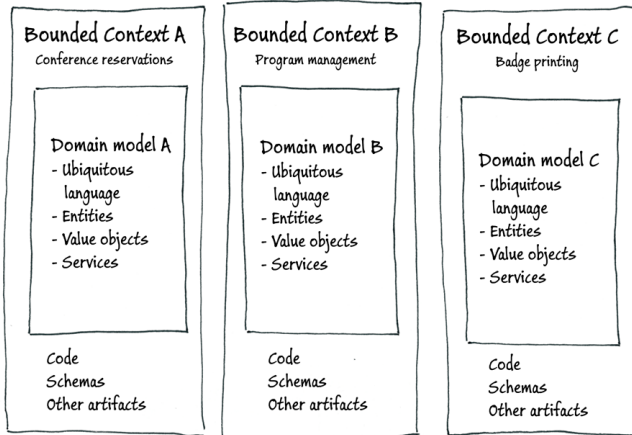 Bounded Context A
Conference reservations
Domain model A
- Ubiquitous
language
- Entities
- Value objects
- Services
Code
Schemas
Other artifacts
Bounded Context B
Program management
Domain model B
- Ubiquitous
language
- Entities
- Value objects
- Services
Code
Schemas
Other artifacts
Bounded Context C
Badge printing
Domain model C
- Ubiquitous
language
- Entities
- Value objects
- Services
Code
Schemas
Other artifacts